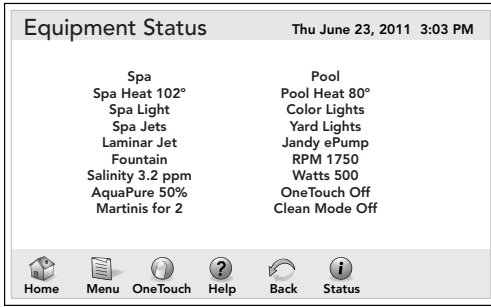 Equipment Status
Thu June 23, 2011 3:03 PM
Spa
Spa Heat 102º
Spa Light
Spa Jets
Laminar Jet
Fountain
Salinity 3.2 ppm
AquaPure 50%
Martinis for 2
Pool
Pool Heat 80º
Color Lights
Yard Lights
Jandy ePump
RPM 1750
Watts 500
OneTouch Off
Clean Mode Off
Home
Menu
OneTouch
Help
Back
Status